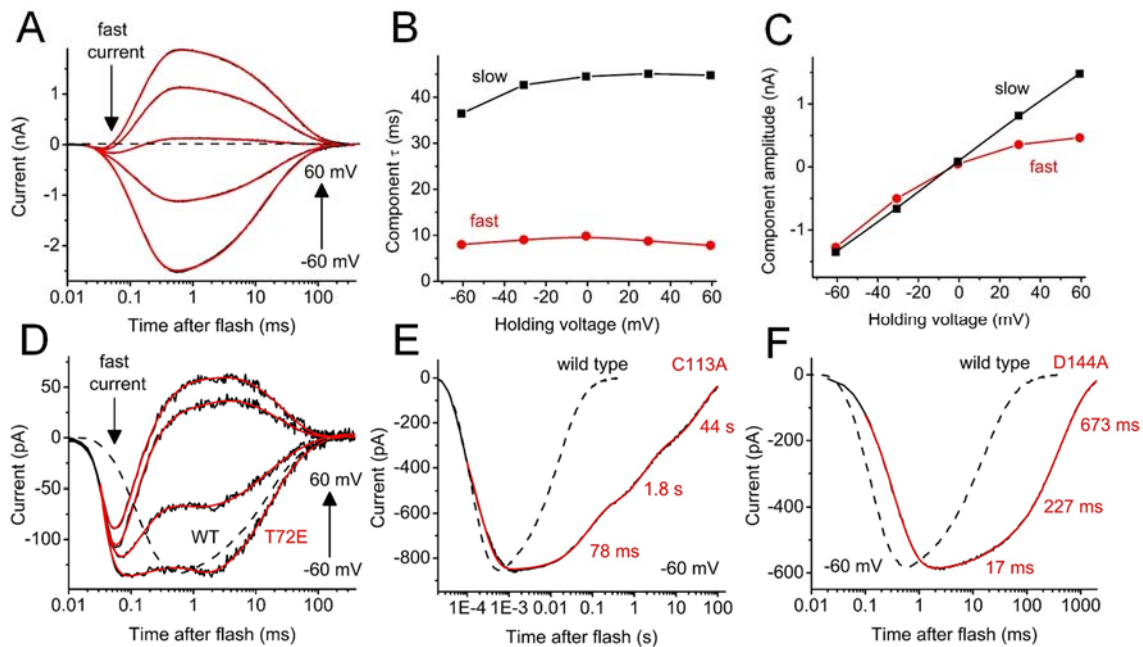 A
fast
current
1
0
-1
-2
Current (nA)
60 mV
-60 mV
0.01 0.1 1 10 100
Time after flash (ms)
B
50
40
30
20
10
0
Component τ (ms)
slow
fast
-60 -40 -20 0 20 40 60
Holding voltage (mV)
C
1
0
-1
Component amplitude (nA)
slow
fast
-60 -40 -20 0 20 40 60
Holding voltage (mV)
D
fast
current
50
0
-50
-100
Current (pA)
60 mV
WT
T72E
-60 mV
0.01 0.1 1 10 100
Time after flash (ms)
E
wild type
C113A
0
-200
-400
-600
-800
Current (pA)
44 s
1.8 s
78 ms
-60 mV
1E-4 1E-3 0.01 0.1 1 10 100
Time after flash (s)
F
wild type
D144A
0
-200
-400
-600
Current (pA)
673 ms
227 ms
17 ms
-60 mV
0.01 0.1 1 10 100 1000
Time after flash (ms)